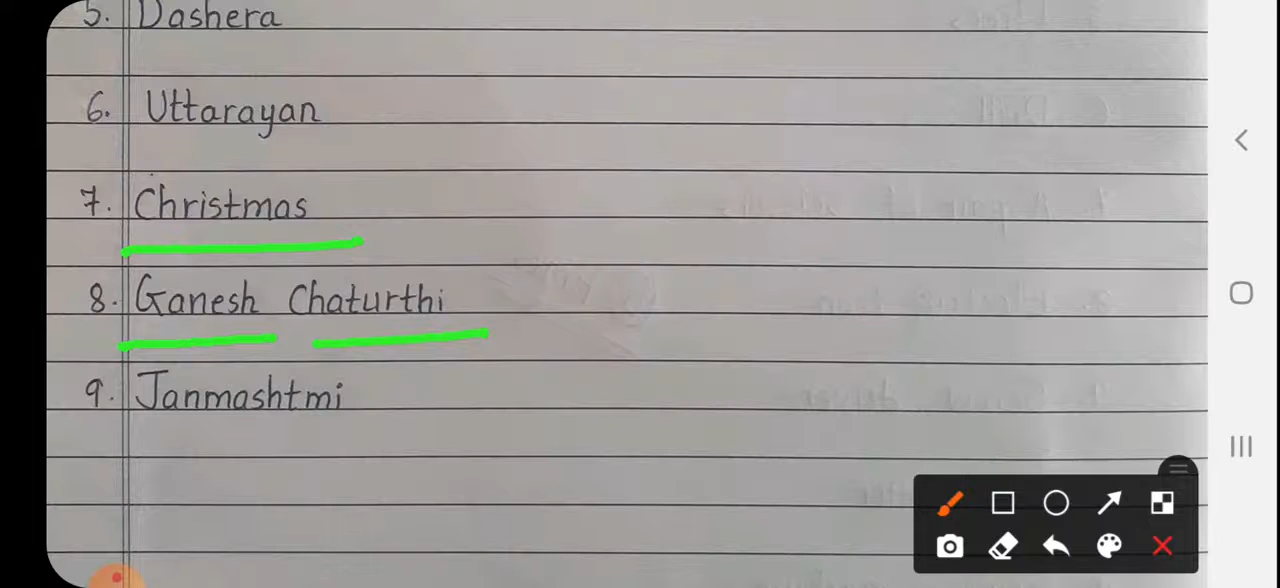 5. Dashera
6. Uttarayan
7. Christmas
8. Ganesh Chaturthi
9. Janmashtmi